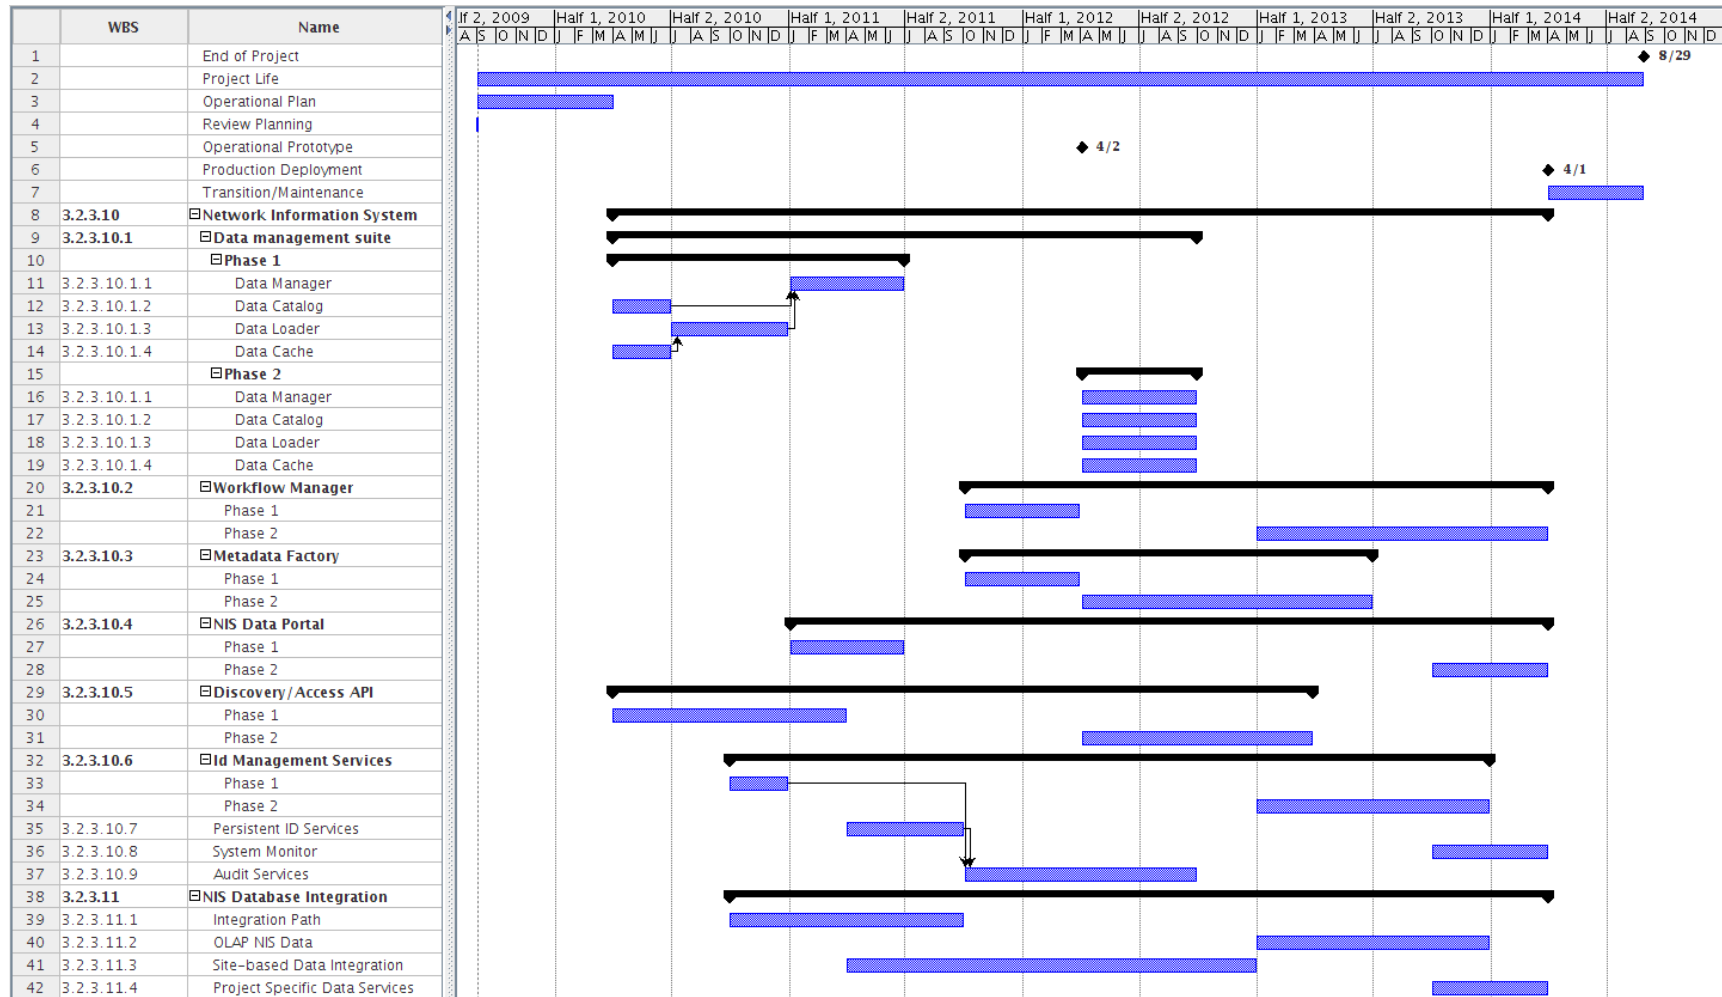 WBS Name lf 2, 2009 Half 1, 2010 Half 2, 2010 Half 1, 2011 Half 2, 2011 Half 1, 2012 Half 2, 2012 Half 1, 2013 Half 2, 2013 Half 1, 2014 Half 2, 2014
A S O N D J F M A M J J A S O N D J F M A M J J A S O N D J F M A M J J A S O N D J F M A M J J A S O N D J F M A M J J A S O N D
1 End of Project 8/29
2 Project Life
3 Operational Plan
4 Review Planning
5 Operational Prototype 4/2
6 Production Deployment 4/1
7 Transition/Maintenance
8 3.2.3.10 Network Information System
9 3.2.3.10.1 Data management suite
10 Phase 1
11 3.2.3.10.1.1 Data Manager
12 3.2.3.10.1.2 Data Catalog
13 3.2.3.10.1.3 Data Loader
14 3.2.3.10.1.4 Data Cache
15 Phase 2
16 3.2.3.10.1.1 Data Manager
17 3.2.3.10.1.2 Data Catalog
18 3.2.3.10.1.3 Data Loader
19 3.2.3.10.1.4 Data Cache
20 3.2.3.10.2 Workflow Manager
21 Phase 1
22 Phase 2
23 3.2.3.10.3 Metadata Factory
24 Phase 1
25 Phase 2
26 3.2.3.10.4 NIS Data Portal
27 Phase 1
28 Phase 2
29 3.2.3.10.5 Discovery/Access API
30 Phase 1
31 Phase 2
32 3.2.3.10.6 Id Management Services
33 Phase 1
34 Phase 2
35 3.2.3.10.7 Persistent ID Services
36 3.2.3.10.8 System Monitor
37 3.2.3.10.9 Audit Services
38 3.2.3.11 NIS Database Integration
39 3.2.3.11.1 Integration Path
40 3.2.3.11.2 OLAP NIS Data
41 3.2.3.11.3 Site-based Data Integration
42 3.2.3.11.4 Project Specific Data Services